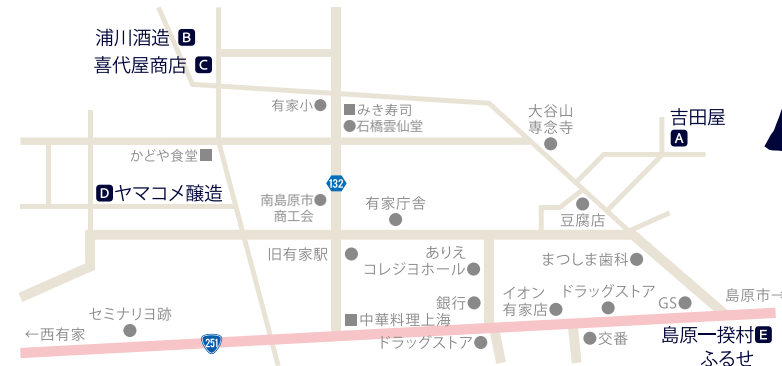 浦川酒造 B
喜代屋商店 C
有家小
みき寿司
石橋雲仙堂
大谷山
専念寺
吉田屋
A
かどや食堂
D ヤマコメ醸造
132
南島原市
商工会
有家庁舎
豆腐店
旧有家駅
ありえ
コレジヨホール
まつしま歯科
セミナリヨ跡
銀行
イオン
有家店
ドラッグストア
GS
島原市→
←西有家
251
中華料理上海
ドラッグストア
交番
島原一揆村 E
ふるせ